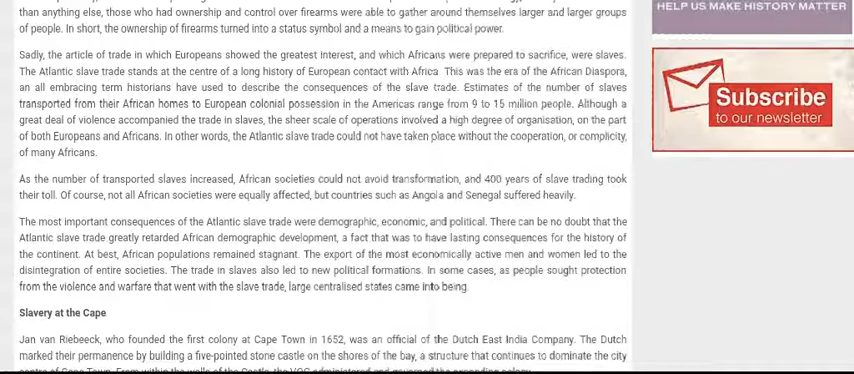 than anything else, those who had ownership and control over firearms were able to gather around themselves larger and larger groups
of people. In short, the ownership of firearms turned into a status symbol and a means to gain political power.
Sadly, the article of trade in which Europeans showed the greatest interest, and which Africans were prepared to sacrifice, were slaves.
The Atlantic slave trade stands at the centre of a long history of European contact with Africa. This was the era of the African Diaspora,
an all embracing term historians have used to describe the consequences of the slave trade. Estimates of the number of slaves
transported from their African homes to European colonial possession in the Americas range from 9 to 15 million people. Although a
great deal of violence accompanied the trade in slaves, the sheer scale of operations involved a high degree of organisation, on the part
of both Europeans and Africans. In other words, the Atlantic slave trade could not have taken place without the cooperation, or complicity,
of many Africans.
As the number of transported slaves increased, African societies could not avoid transformation, and 400 years of slave trading took
their toll. Of course, not all African societies were equally affected, but countries such as Angola and Senegal suffered heavily.
The most important consequences of the Atlantic slave trade were demographic, economic, and political. There can be no doubt that the
Atlantic slave trade greatly retarded African demographic development, a fact that was to have lasting consequences for the history of
the continent. At best, African populations remained stagnant. The export of the most economically active men and women led to the
disintegration of entire societies. The trade in slaves also led to new political formations. In some cases, as people sought protection
from the violence and warfare that went with the slave trade, large centralised states came into being.
Slavery at the Cape
Jan van Riebeeck, who founded the first colony at Cape Town in 1652, was an official of the Dutch East India Company. The Dutch
marked their permanence by building a five-pointed stone castle on the shores of the bay, a structure that continues to dominate the city
centre of Cape Town. From within the walls of the Castle, the VOC administered and governed the expanding colony.
HELP US MAKE HISTORY MATTER
Subscribe
to our newsletter